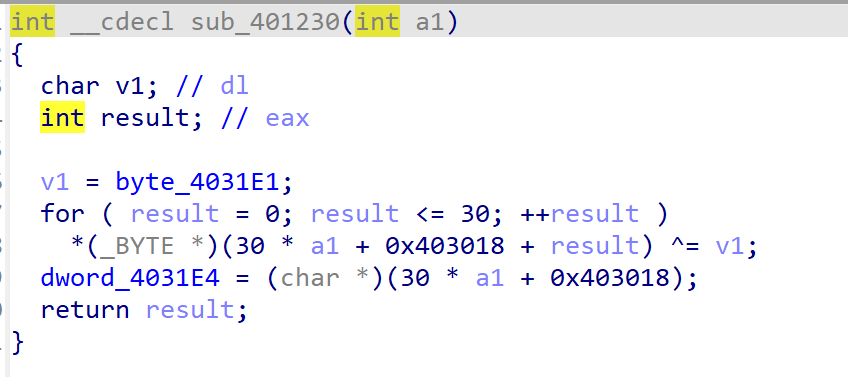 int __cdecl sub_401230(int a1)
{
  char v1; // dl
  int result; // eax

  v1 = byte_4031E1;
  for ( result = 0; result <= 30; ++result )
    *(_BYTE *)(30 * a1 + 0x403018 + result) ^= v1;
  dword_4031E4 = (char *)(30 * a1 + 0x403018);
  return result;
}